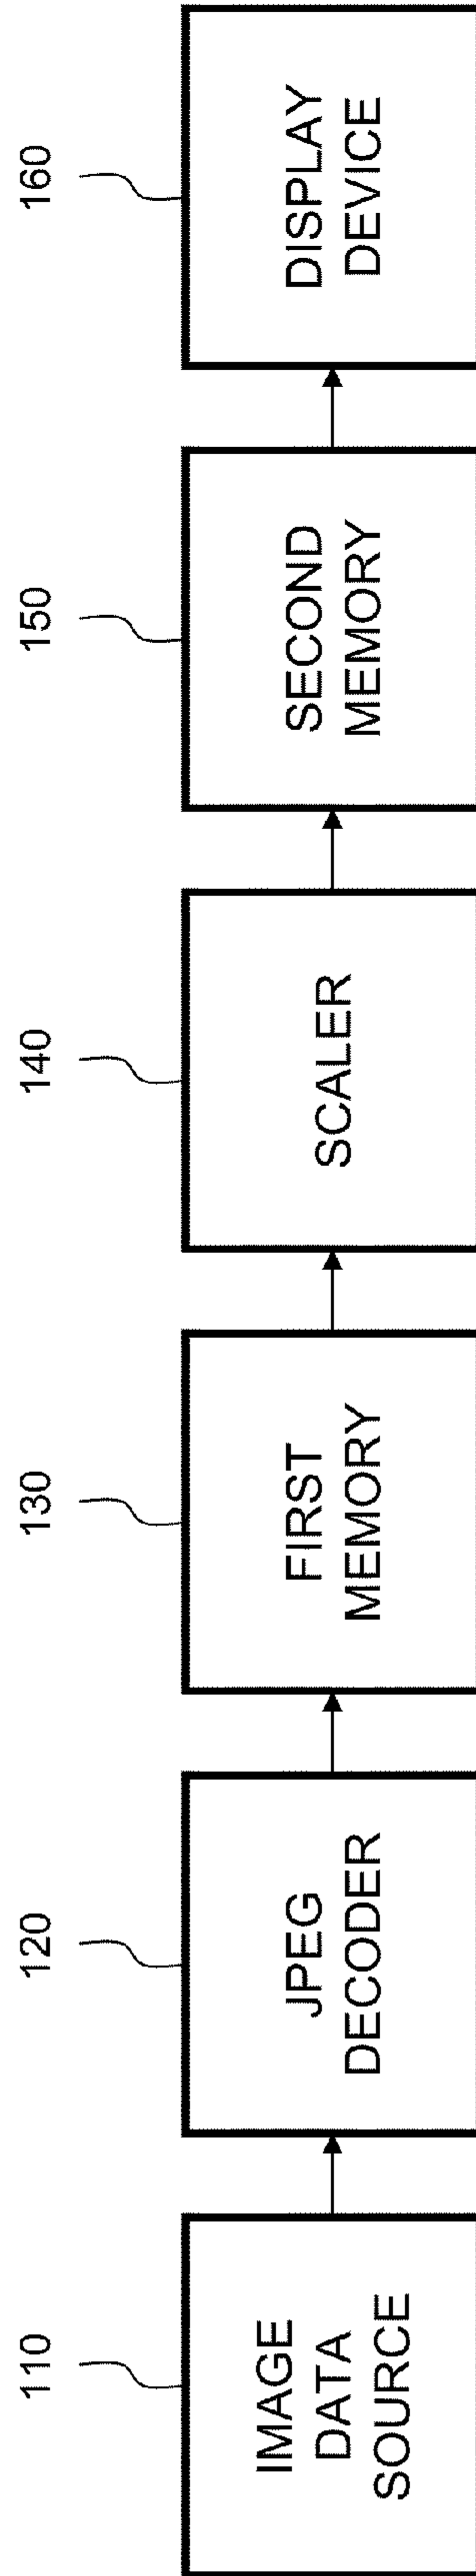 110
IMAGE
DATA
SOURCE
120
JPEG
DECODER
130
FIRST
MEMORY
140
SCALER
150
SECOND
MEMORY
160
DISPLAY
DEVICE